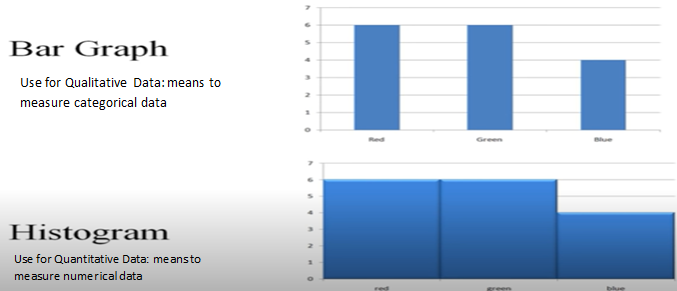 Bar Graph
Use for Qualitative Data: means to
measure categorical data
7
6
5
4
3
2
1
0
Red Green Blue
Histogram
Use for Quantitative Data: means to
measure numerical data
7
6
5
4
3
2
1
0
red green blue